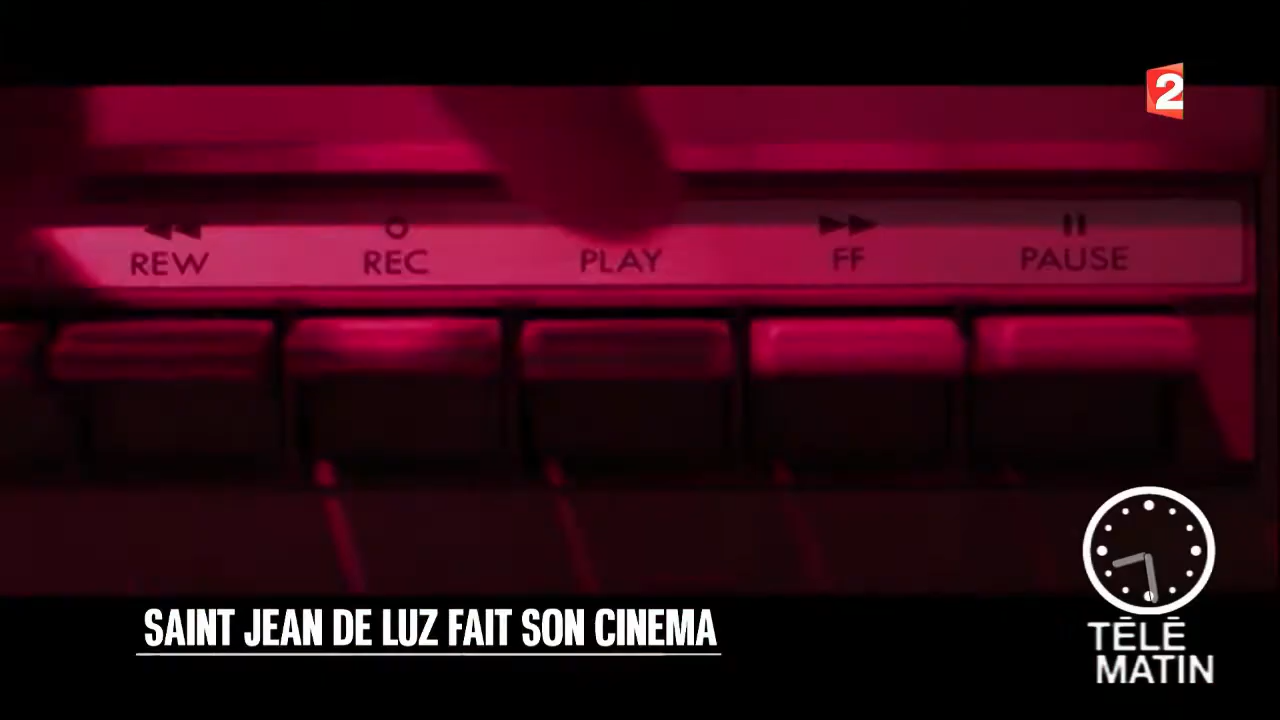 2
REW REC PLAY FF PAUSE
SAINT JEAN DE LUZ FAIT SON CINEMA
TÉLÉ
MATIN